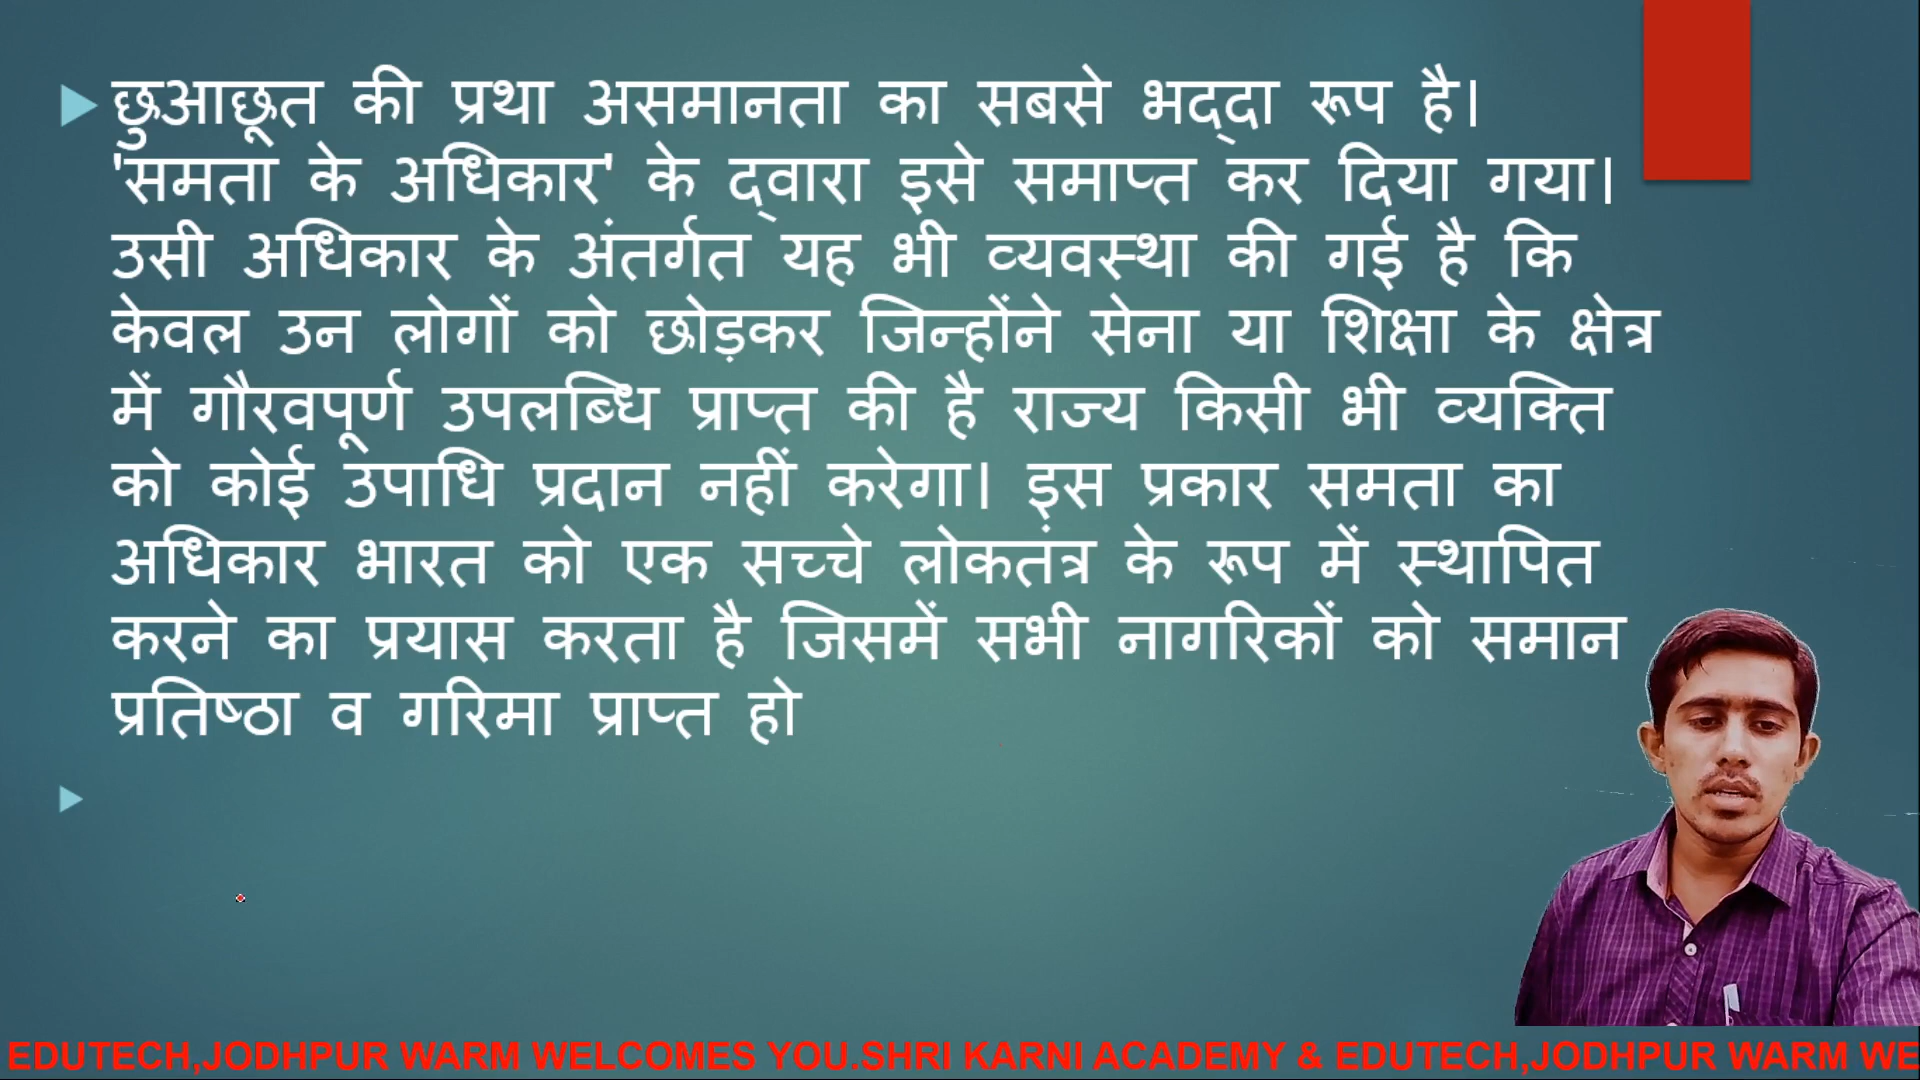 छुआछूत की प्रथा असमानता का सबसे भद्दा रूप है।
'समता के अधिकार' के द्वारा इसे समाप्त कर दिया गया।
उसी अधिकार के अंतर्गत यह भी व्यवस्था की गई है कि
केवल उन लोगों को छोड़कर जिन्होंने सेना या शिक्षा के क्षेत्र
में गौरवपूर्ण उपलब्धि प्राप्त की है राज्य किसी भी व्यक्ति
को कोई उपाधि प्रदान नहीं करेगा। इस प्रकार समता का
अधिकार भारत को एक सच्चे लोकतंत्र के रूप में स्थापित
करने का प्रयास करता है जिसमें सभी नागरिकों को समान
प्रतिष्ठा व गरिमा प्राप्त हो
EDUTECH,JODHPUR WARM WELCOMES YOU.SHRI KARNI ACADEMY & EDUTECH,JODHPUR WARM WE